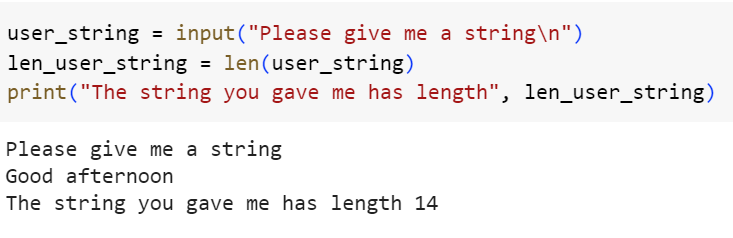 user_string = input("Please give me a string\n")
len_user_string = len(user_string)
print("The string you gave me has length", len_user_string)
Please give me a string
Good afternoon
The string you gave me has length 14